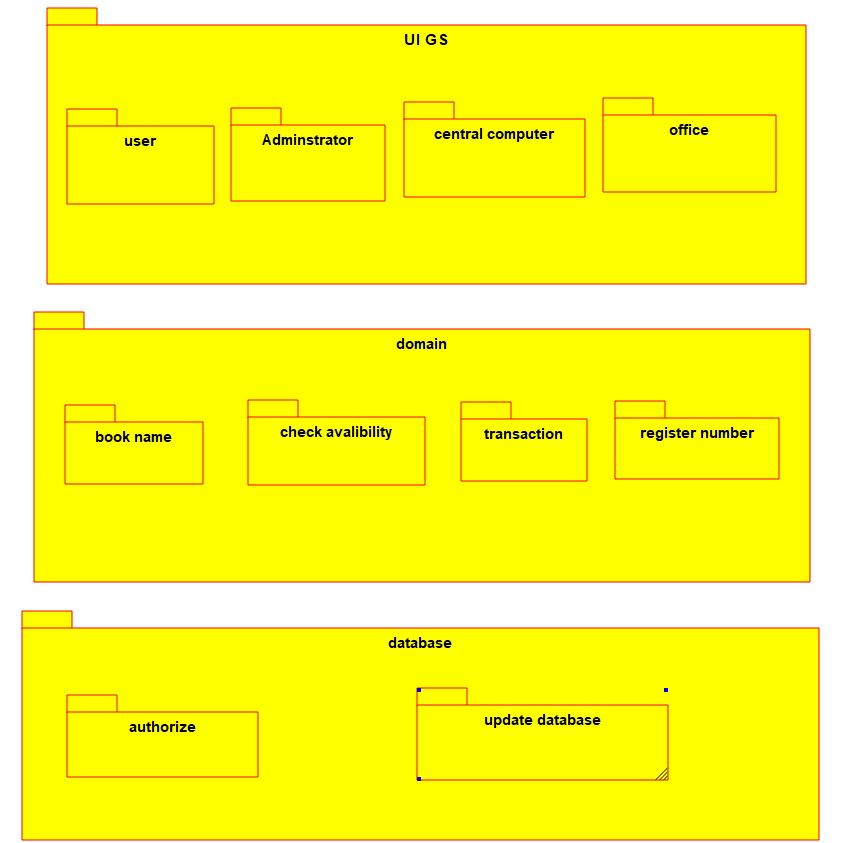 UI GS
user
Adminstrator
central computer
office
domain
book name
check avalibility
transaction
register number
database
authorize
update database